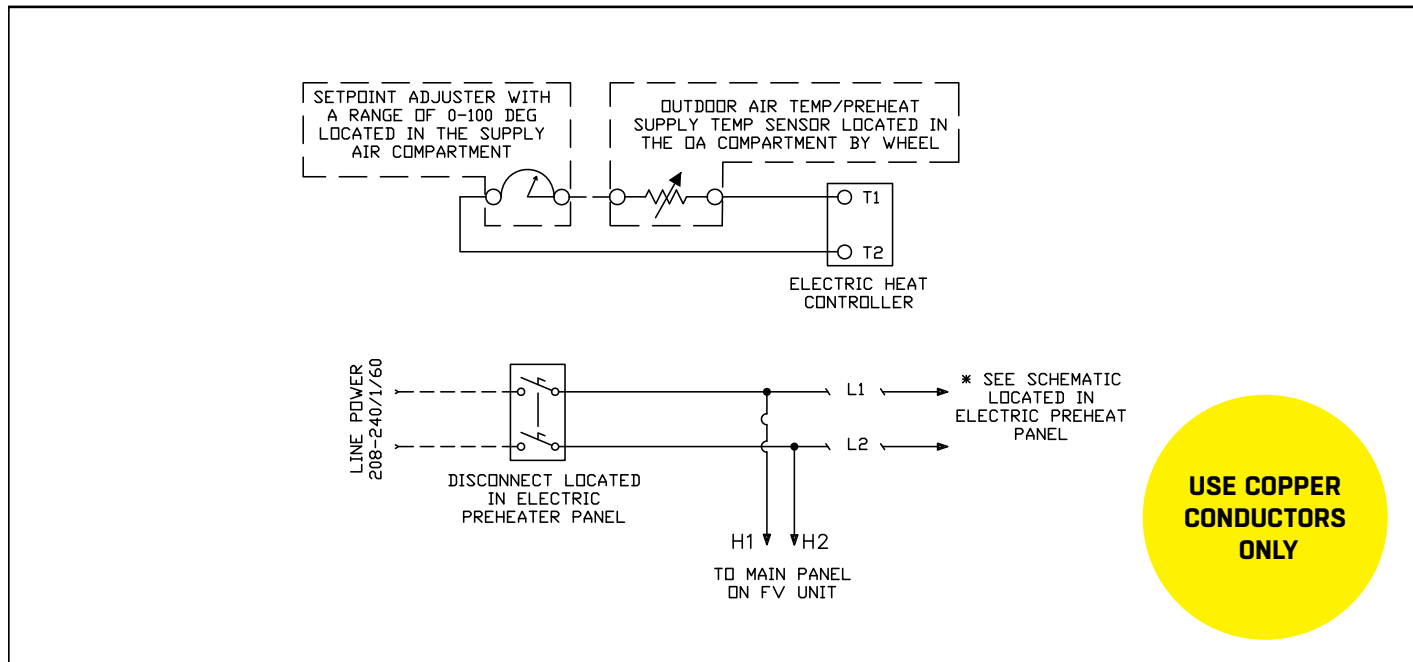 SETPOINT ADJUSTER WITH
A RANGE OF 0-100 DEG
LOCATED IN THE SUPPLY
AIR COMPARTMENT
OUTDOOR AIR TEMP/PREHEAT
SUPPLY TEMP SENSOR LOCATED IN
THE OA COMPARTMENT BY WHEEL
T1
T2
ELECTRIC HEAT
CONTROLLER
LINE POWER
208-240/1/60
DISCONNECT LOCATED
IN ELECTRIC
PREHEATER PANEL
L1
L2
* SEE SCHEMATIC
LOCATED IN
ELECTRIC PREHEAT
PANEL
H1
H2
TO MAIN PANEL
ON FV UNIT
USE COPPER
CONDUCTORS
ONLY